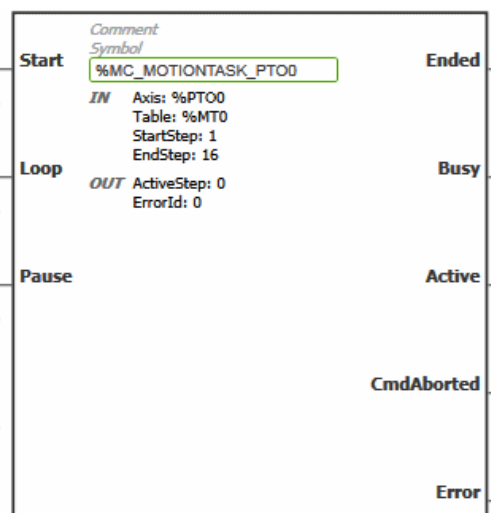 Comment
Symbol
Start
%MC_MOTIONTASK_PTO0
Ended
IN Axis: %PTO0
Table: %MT0
StartStep: 1
EndStep: 16
Loop
Busy
OUT ActiveStep: 0
ErrorId: 0
Pause
Active
CmdAborted
Error